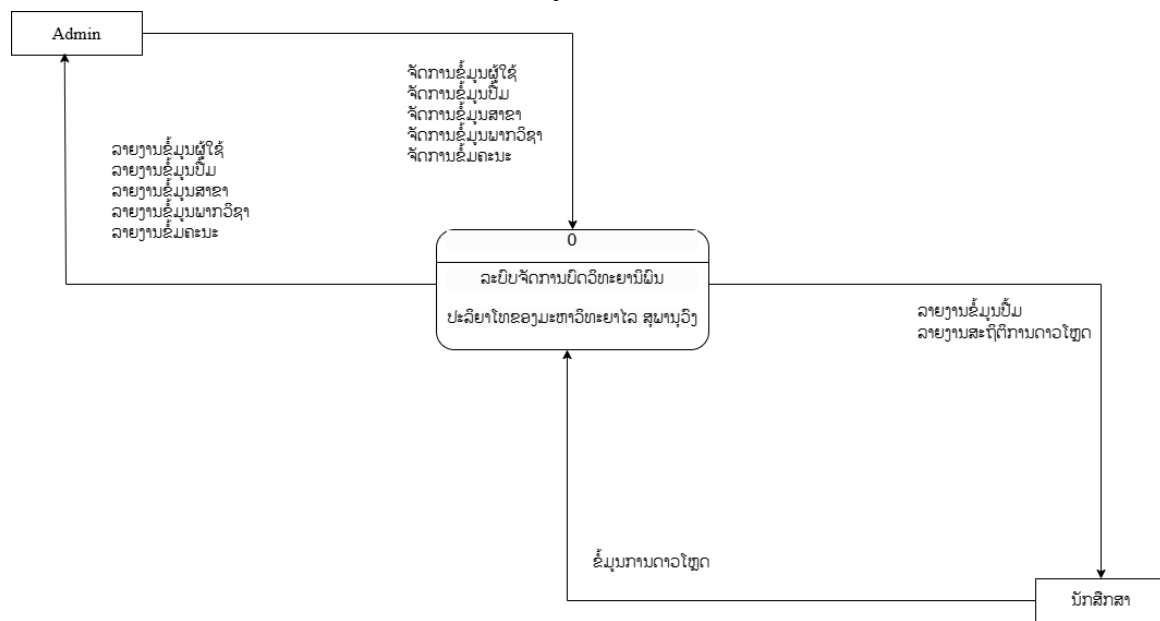 Admin
ຈັດການຂໍ້ມູນຜູ້ໃຊ້
ຈັດການຂໍ້ມູນປຶ້ມ
ຈັດການຂໍ້ມູນສາຂາ
ຈັດການຂໍ້ມູນພາກວິຊາ
ຈັດການຂໍ້ມຄະນະ
ລາຍງານຂໍ້ມູນຜູ້ໃຊ້
ລາຍງານຂໍ້ມູນປຶ້ມ
ລາຍງານຂໍ້ມູນສາຂາ
ລາຍງານຂໍ້ມູນພາກວິຊາ
ລາຍງານຂໍ້ມຄະນະ
0
ລະບົບຈັດການບົດວິທະຍານິພົນ
ປະລິຍາໂທຂອງມະຫາວິທະຍາໄລ ສຸພານຸວົງ
ລາຍງານຂໍ້ມູນປຶ້ມ
ລາຍງານສະຖິຕິການດາວໂຫຼດ
ຂໍ້ມູນການດາວໂຫຼດ
ນັກສຶກສາ